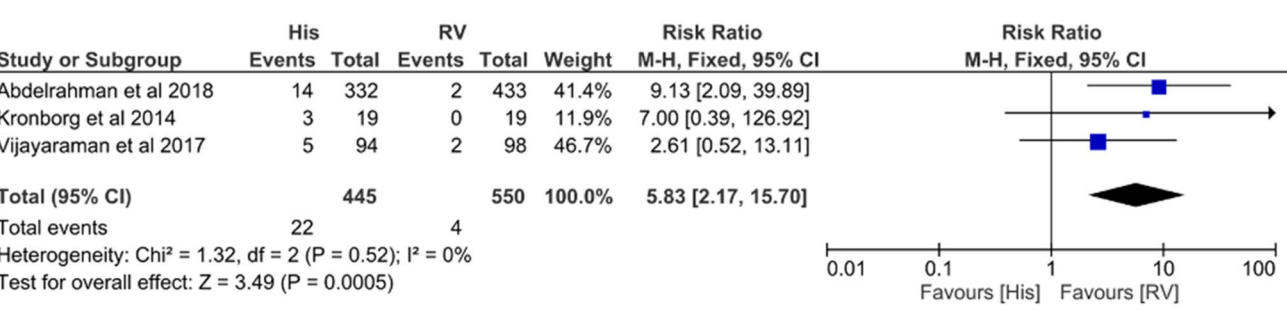 His RV Risk Ratio Risk Ratio
Study or Subgroup Events Total Events Total Weight M-H, Fixed, 95% CI M-H, Fixed, 95% CI
Abdelrahman et al 2018 14 332 2 433 41.4% 9.13 [2.09, 39.89]
Kronborg et al 2014 3 19 0 19 11.9% 7.00 [0.39, 126.92]
Vijayaraman et al 2017 5 94 2 98 46.7% 2.61 [0.52, 13.11]
Total (95% CI) 445 550 100.0% 5.83 [2.17, 15.70]
Total events 22 4
Heterogeneity: Chi² = 1.32, df = 2 (P = 0.52); I² = 0%
Test for overall effect: Z = 3.49 (P = 0.0005)
0.01 0.1 1 10 100
Favours [His] Favours [RV]